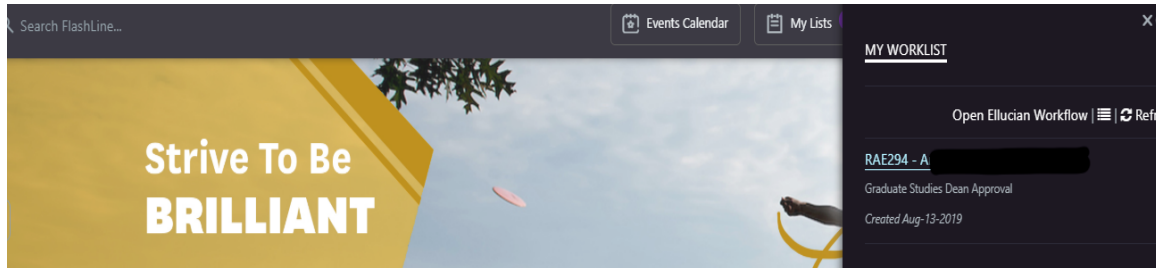 Search FlashLine...
Events Calendar
My Lists
X
MY WORKLIST
Open Ellucian Workflow | | Refr
RAE294 - A
Graduate Studies Dean Approval
Created Aug-13-2019
Strive To Be
BRILLIANT